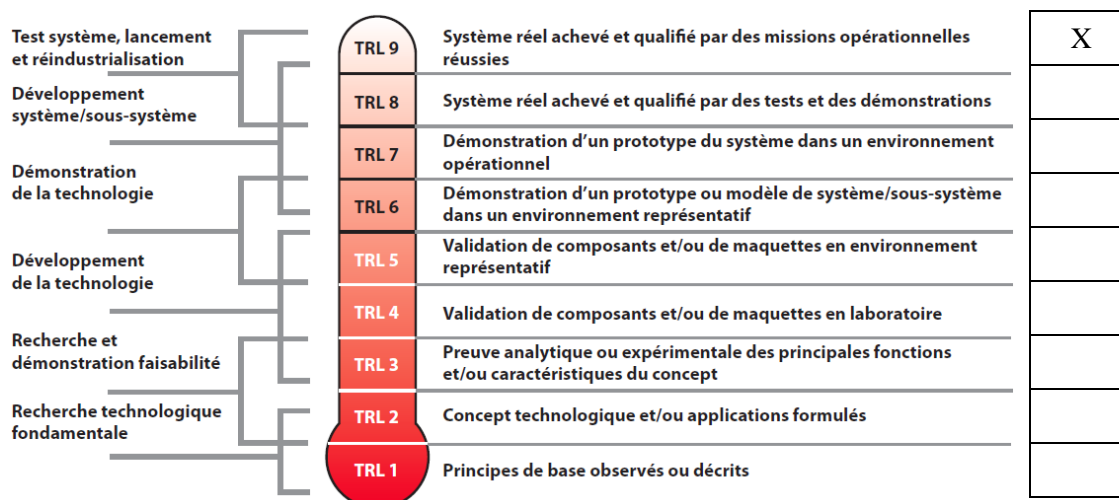 Test système, lancement
et réindustrialisation
Développement
système/sous-système
Démonstration
de la technologie
Développement
de la technologie
Recherche et
démonstration faisabilité
Recherche technologique
fondamentale
TRL 9
Système réel achevé et qualifié par des missions opérationnelles
réussies
X
TRL 8
Système réel achevé et qualifié par des tests et des démonstrations
TRL 7
Démonstration d'un prototype du système dans un environnement
opérationnel
TRL 6
Démonstration d'un prototype ou modèle de système/sous-système
dans un environnement représentatif
TRL 5
Validation de composants et/ou de maquettes en environnement
représentatif
TRL 4
Validation de composants et/ou de maquettes en laboratoire
TRL 3
Preuve analytique ou expérimentale des principales fonctions
et/ou caractéristiques du concept
TRL 2
Concept technologique et/ou applications formulés
TRL 1
Principes de base observés ou décrits